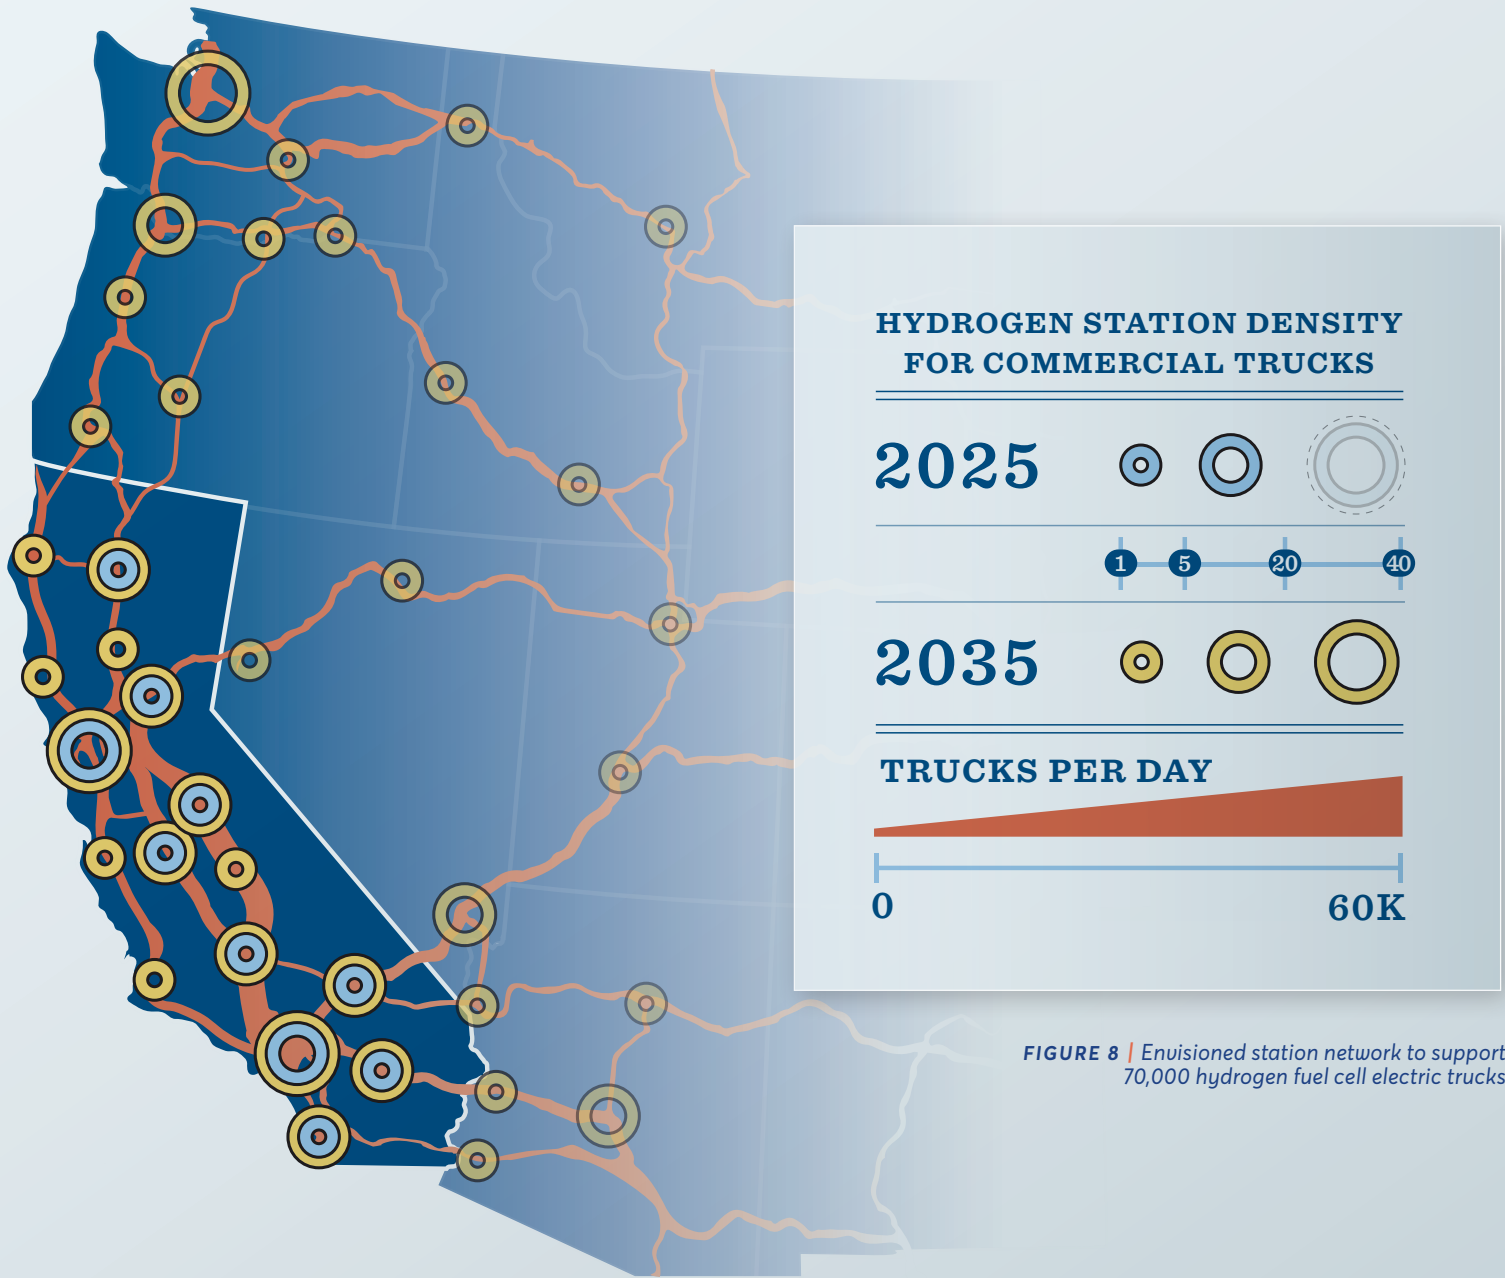 HYDROGEN STATION DENSITY
FOR COMMERCIAL TRUCKS
2025
1 5 20 40
2035
TRUCKS PER DAY
0 60K
FIGURE 8 | Envisioned station network to support
70,000 hydrogen fuel cell electric trucks